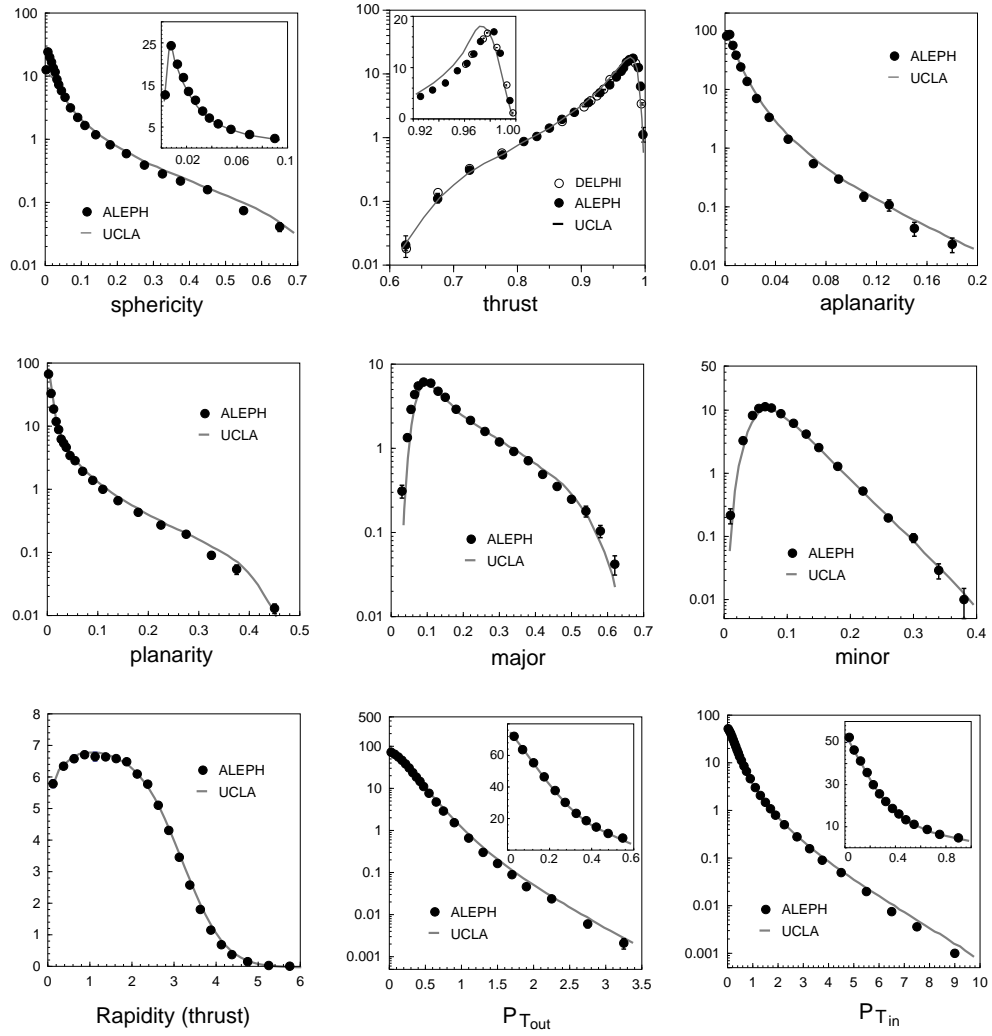 100
10
1
0.1
0.01
25
15
5
0.02
0.06
0.1
ALEPH
UCLA
0 0.1 0.2 0.3 0.4 0.5 0.6 0.7
sphericity
100
10
1
0.1
0.01
20
10
0
0.92 0.96 1.00
DELPHI
ALEPH
UCLA
0.6 0.7 0.8 0.9 1
thrust
100
10
1
0.1
0.01
ALEPH
UCLA
0 0.04 0.08 0.12 0.16 0.2
aplanarity
100
10
1
0.1
0.01
ALEPH
UCLA
0 0.1 0.2 0.3 0.4 0.5
planarity
10
1
0.1
0.01
ALEPH
UCLA
0 0.1 0.2 0.3 0.4 0.5 0.6 0.7
major
50
10
1
0.1
0.01
ALEPH
UCLA
0 0.1 0.2 0.3 0.4
minor
8
7
6
5
4
3
2
1
0
ALEPH
UCLA
0 1 2 3 4 5 6
Rapidity (thrust)
500
100
10
1
0.1
0.01
0.001
60
40
20
0 0.2 0.4 0.6
ALEPH
UCLA
0 0.5 1 1.5 2 2.5 3 3.5
P_Tout
100
10
1
0.1
0.01
0.001
50
30
10
0 0.4 0.8
ALEPH
UCLA
0 1 2 3 4 5 6 7 8 9 10
P_Tin